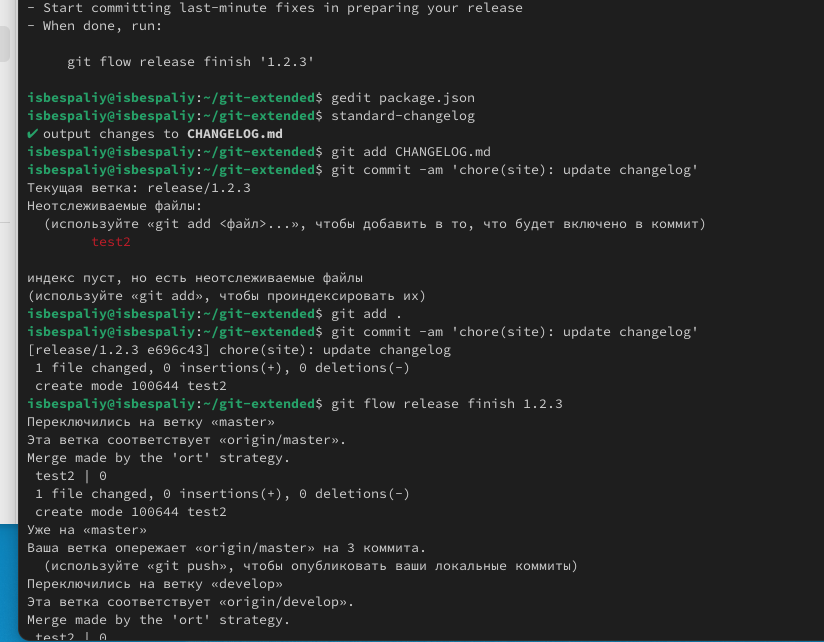 - Start committing last-minute fixes in preparing your release
- When done, run:
git flow release finish '1.2.3'
isbespaliy@isbespaliy:~/git-extended$ gedit package.json
isbespaliy@isbespaliy:~/git-extended$ standard-changelog
✔ output changes to CHANGELOG.md
isbespaliy@isbespaliy:~/git-extended$ git add CHANGELOG.md
isbespaliy@isbespaliy:~/git-extended$ git commit -am 'chore(site): update changelog'
Текущая ветка: release/1.2.3
Неотслеживаемые файлы:
(используйте «git add <файл>...», чтобы добавить в то, что будет включено в коммит)
test2
индекс пуст, но есть неотслеживаемые файлы
(используйте «git add», чтобы проиндексировать их)
isbespaliy@isbespaliy:~/git-extended$ git add .
isbespaliy@isbespaliy:~/git-extended$ git commit -am 'chore(site): update changelog'
[release/1.2.3 e696c43] chore(site): update changelog
1 file changed, 0 insertions(+), 0 deletions(-)
create mode 100644 test2
isbespaliy@isbespaliy:~/git-extended$ git flow release finish 1.2.3
Переключились на ветку «master»
Эта ветка соответствует «origin/master».
Merge made by the 'ort' strategy.
test2 | 0
1 file changed, 0 insertions(+), 0 deletions(-)
create mode 100644 test2
Уже на «master»
Ваша ветка опережает «origin/master» на 3 коммита.
(используйте «git push», чтобы опубликовать ваши локальные коммиты)
Переключились на ветку «develop»
Эта ветка соответствует «origin/develop».
Merge made by the 'ort' strategy.
test2 | 0